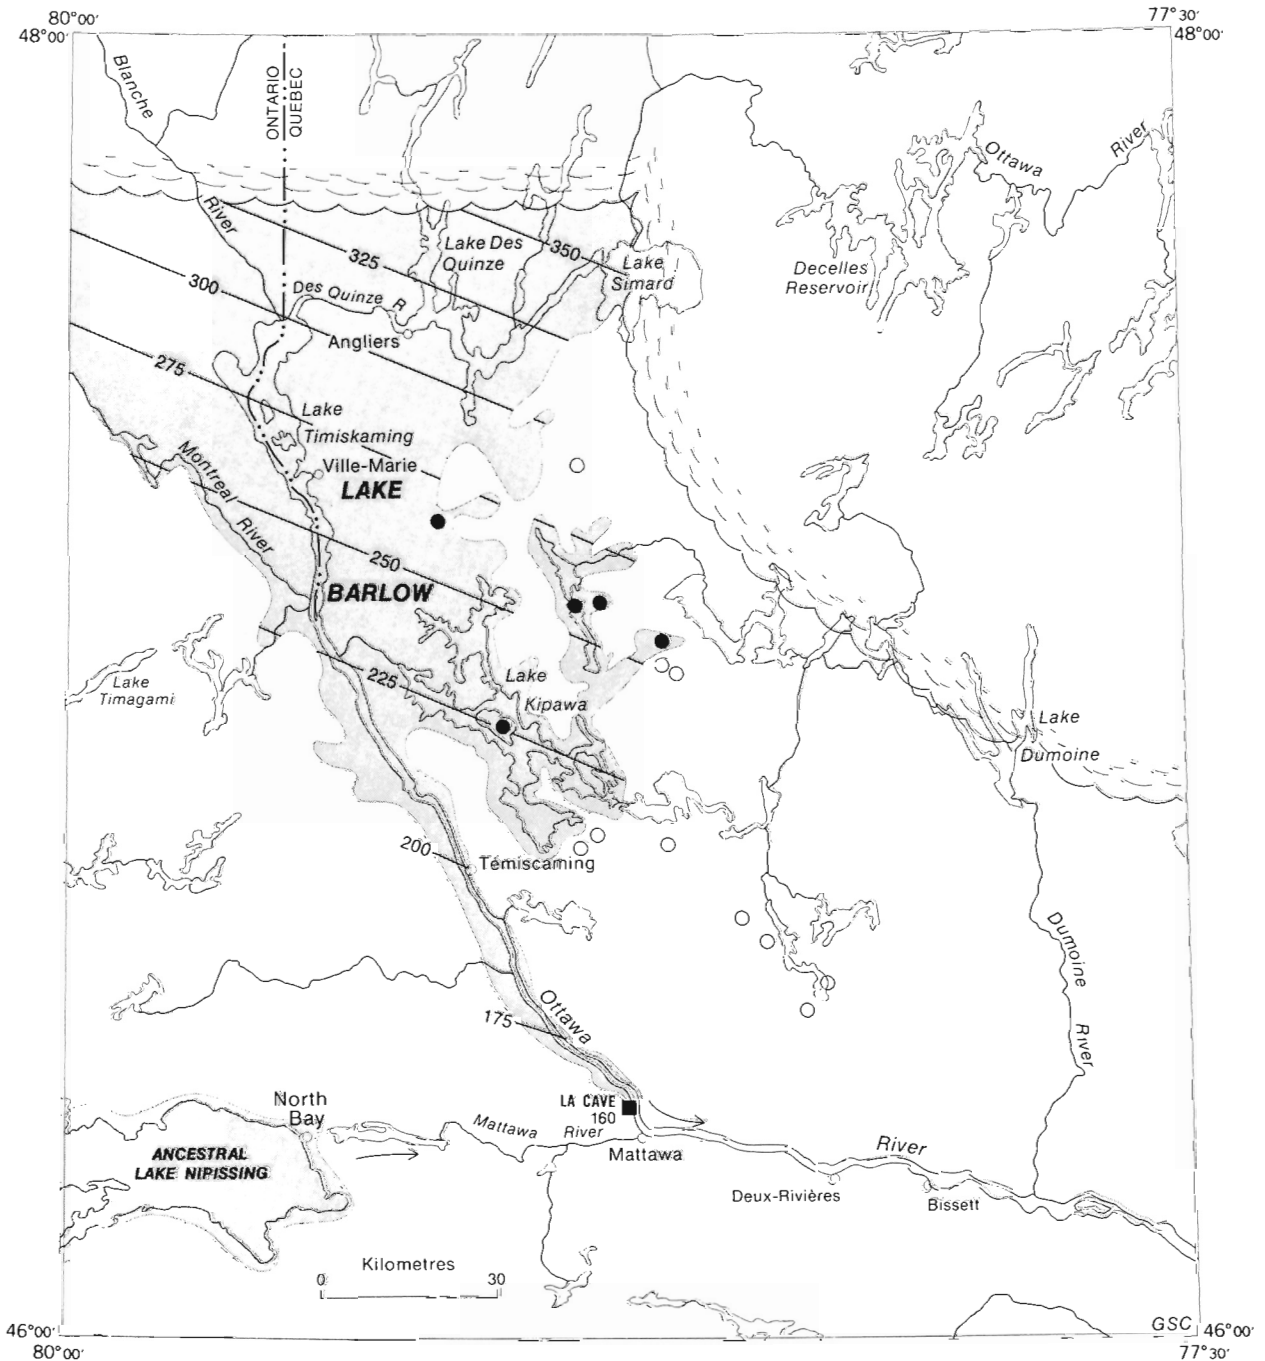 80°00'
77°30'
48°00'
48°00'
Blanche
River
ONTARIO
QUEBEC
Ottawa
River
350
325
300
275
Lake Des
Quinze
Lake
Simard
Decelles
Reservoir
Des Quinze R
Angliers
Lake
Timiskaming
Ville-Marie
LAKE
Montreal
River
250
BARLOW
Lake
Timagami
225
Lake
Kipawa
Lake
Dumoine
200
Témiscaming
Dumoine
River
175
Ottawa
LA CAVE
160
North
Bay
Mattawa River
Mattawa
River
ANCESTRAL
LAKE NIPISSING
Deux-Rivières
Bissett
Kilometres
0 30
GSC
46°00'
46°00'
80°00'
77°30'